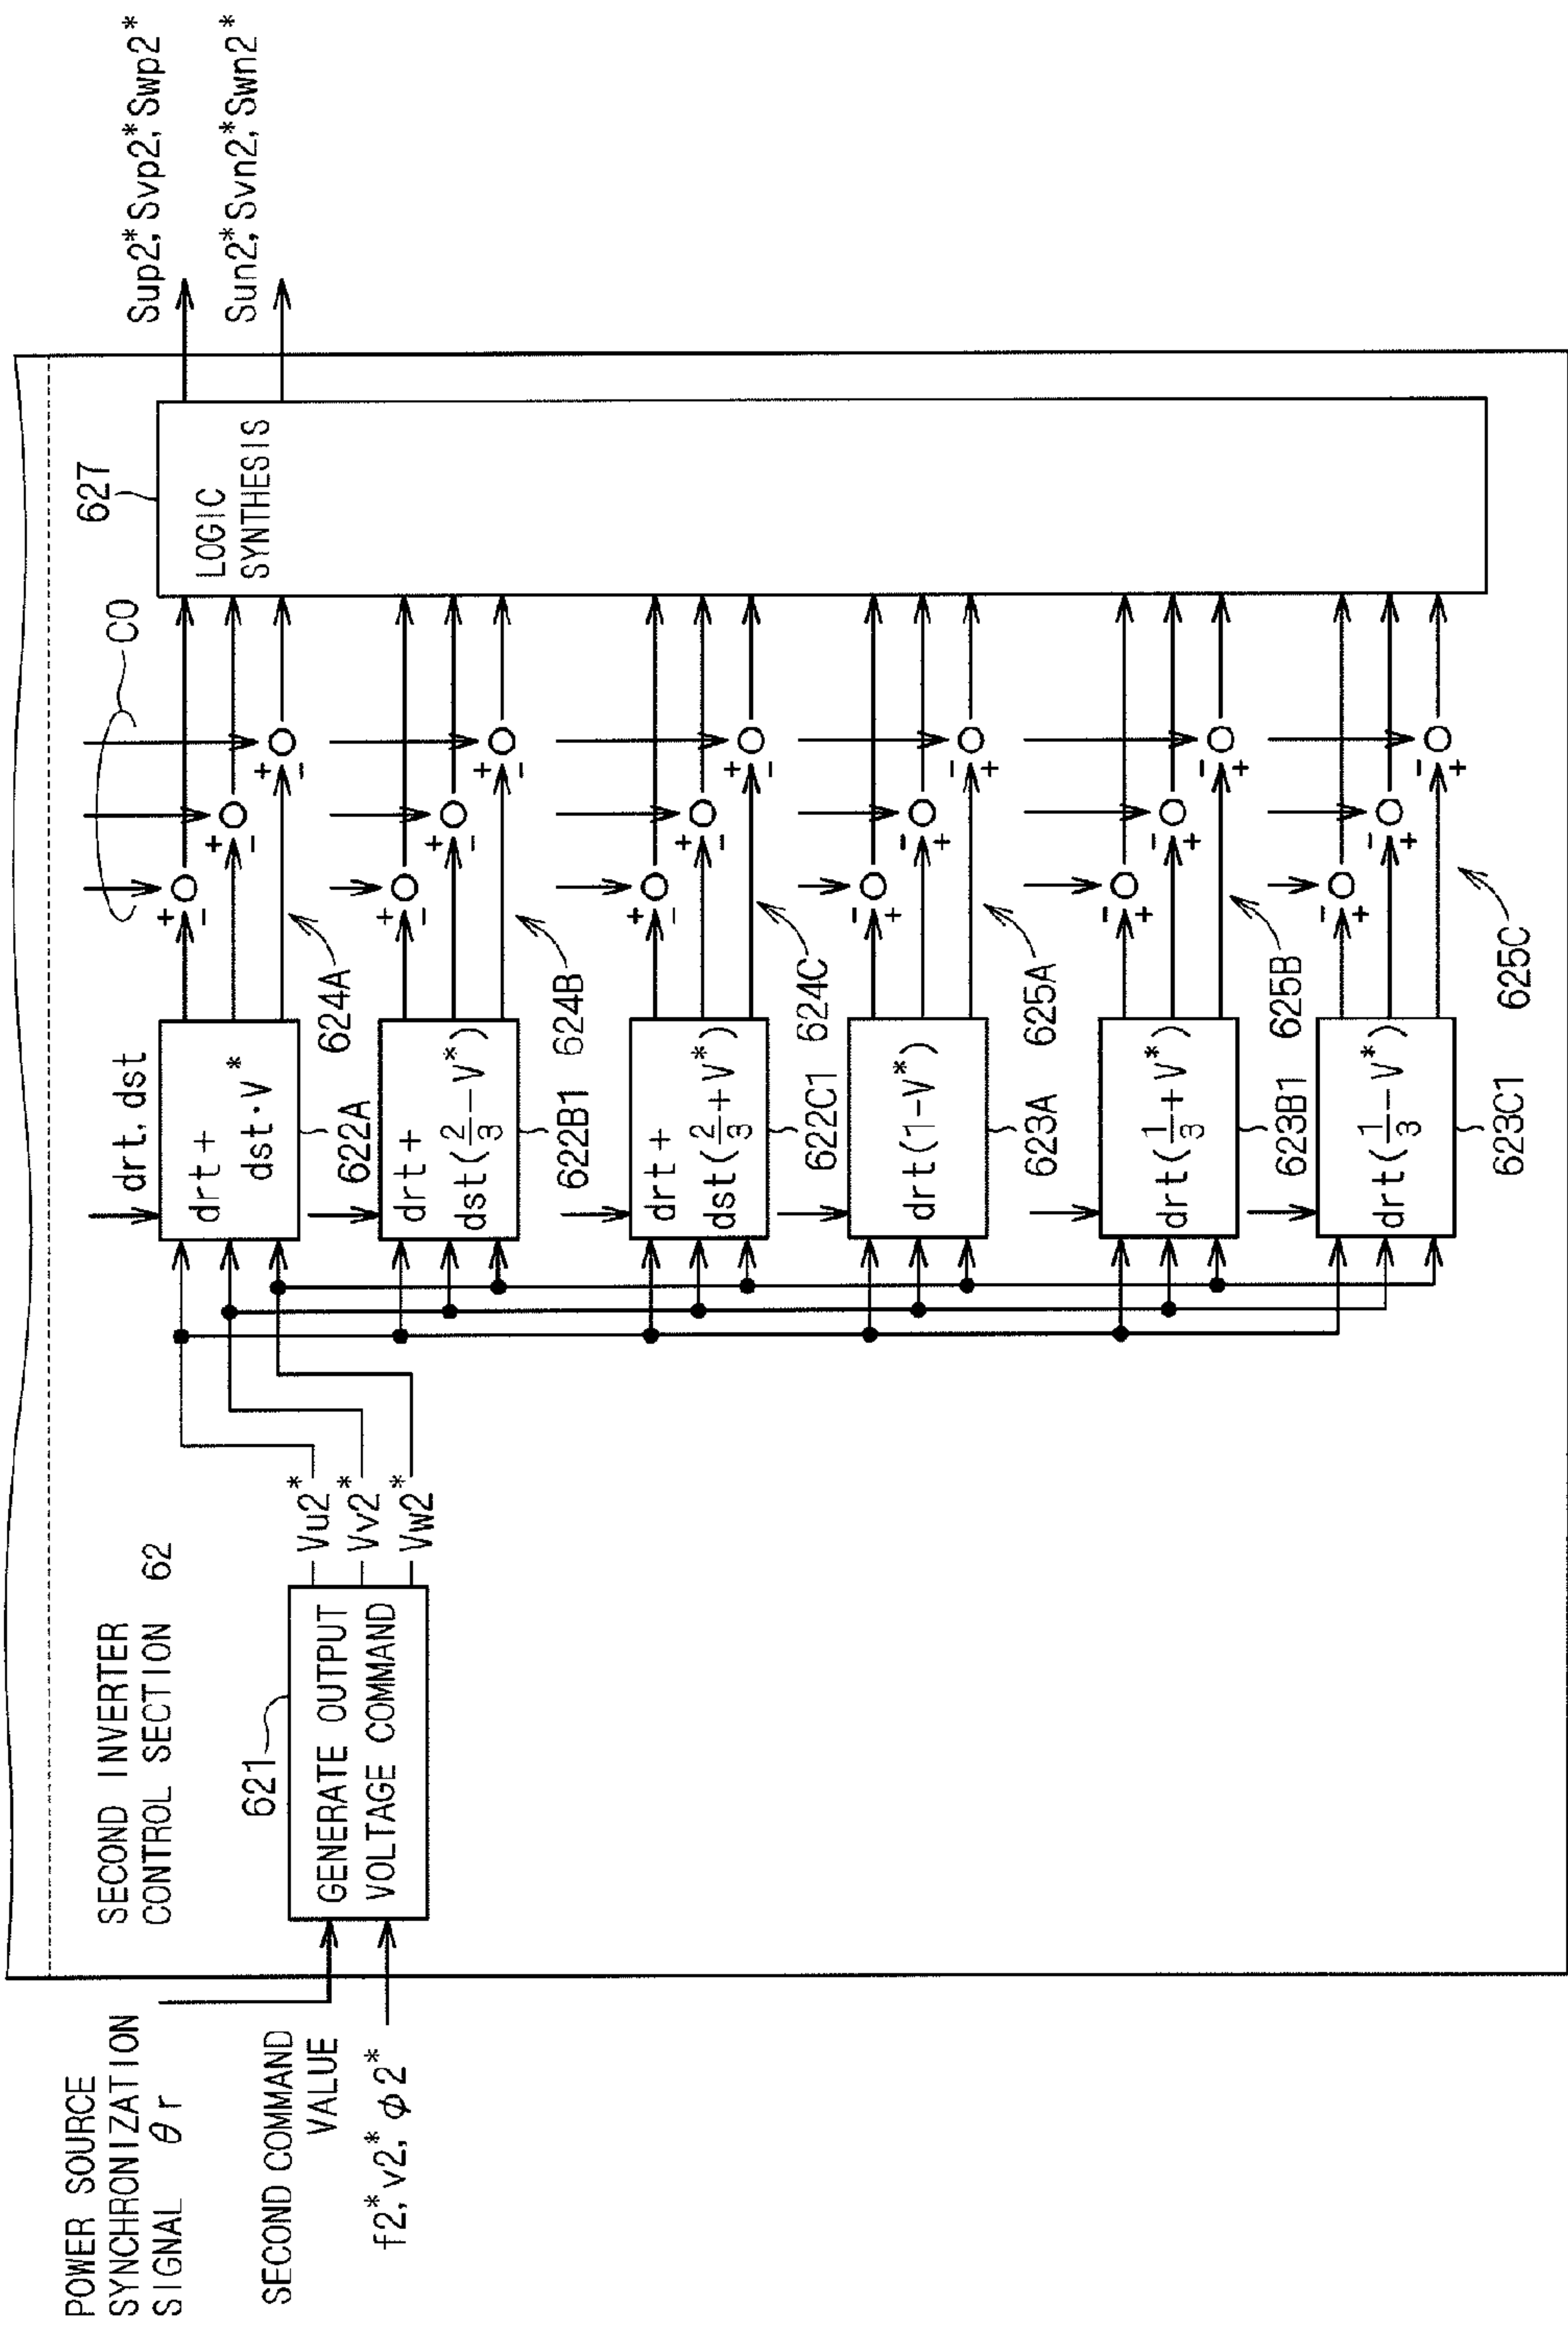 POWER SOURCE
SYNCHRONIZATION
SIGNAL θr
SECOND COMMAND
VALUE
f2*, v2*, φ2*
SECOND INVERTER
CONTROL SECTION 62
621
GENERATE OUTPUT
VOLTAGE COMMAND
Vu2*
Vv2*
Vw2*
drt, dst
drt+
dst·V*
622A
624A
+
-
+
-
+
-
C0
drt+
dst(2/3-V*)
622B1
624B
+
-
+
-
+
-
drt+
dst(2/3+V*)
622C1
624C
+
-
+
-
+
-
drt(1-V*)
623A
625A
-
+
-
+
-
+
drt(1/3+V*)
623B1
625B
-
+
-
+
-
+
drt(1/3-V*)
623C1
625C
-
+
-
+
-
+
627
LOGIC
SYNTHESIS
Sup2*, Svp2*, Swp2*
Sun2*, Svn2*, Swn2*